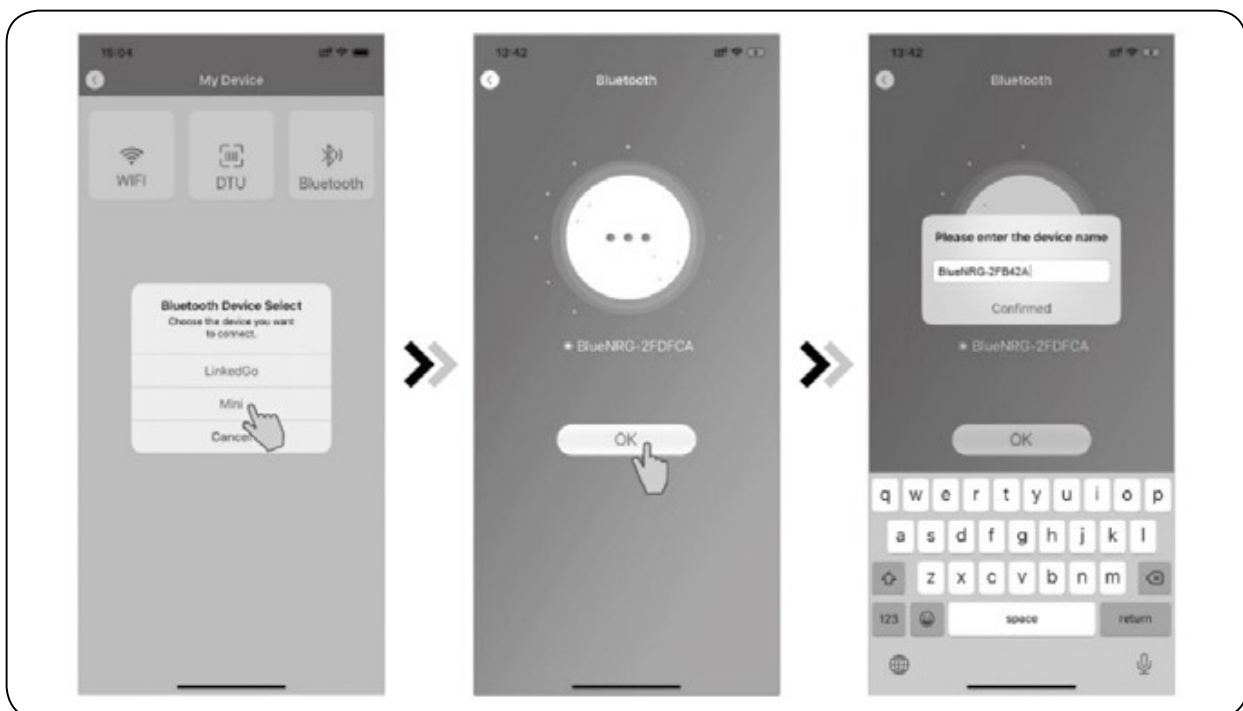 15:04
My Device
WIFI
DTU
Bluetooth
Bluetooth Device Select
Choose the device you want
to connect.
LinkedGo
Mini
Cancel
13:42
Bluetooth
BlueNRG-2FDFCA
OK
13:42
Bluetooth
Please enter the device name
BlueNRG-2FB42A
Confirmed
BlueNRG-2FDFCA
OK
q w e r t y u i o p
a s d f g h j k l
z x c v b n m
123 space return